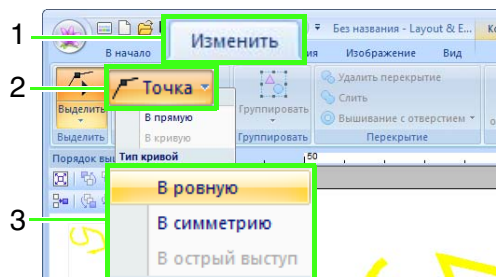 1
Без названия - Layout & E...
В начало
Изменить
Изображение
Вид
2
Выделить
Точка
Группировать
Удалить перекрытие
Слить
Вышивание с отверстием
В прямую
В кривую
Выделить
Группировать
Перекрытие
Порядок
Тип кривой
50
3
В ровную
В симметрию
В острый выступ